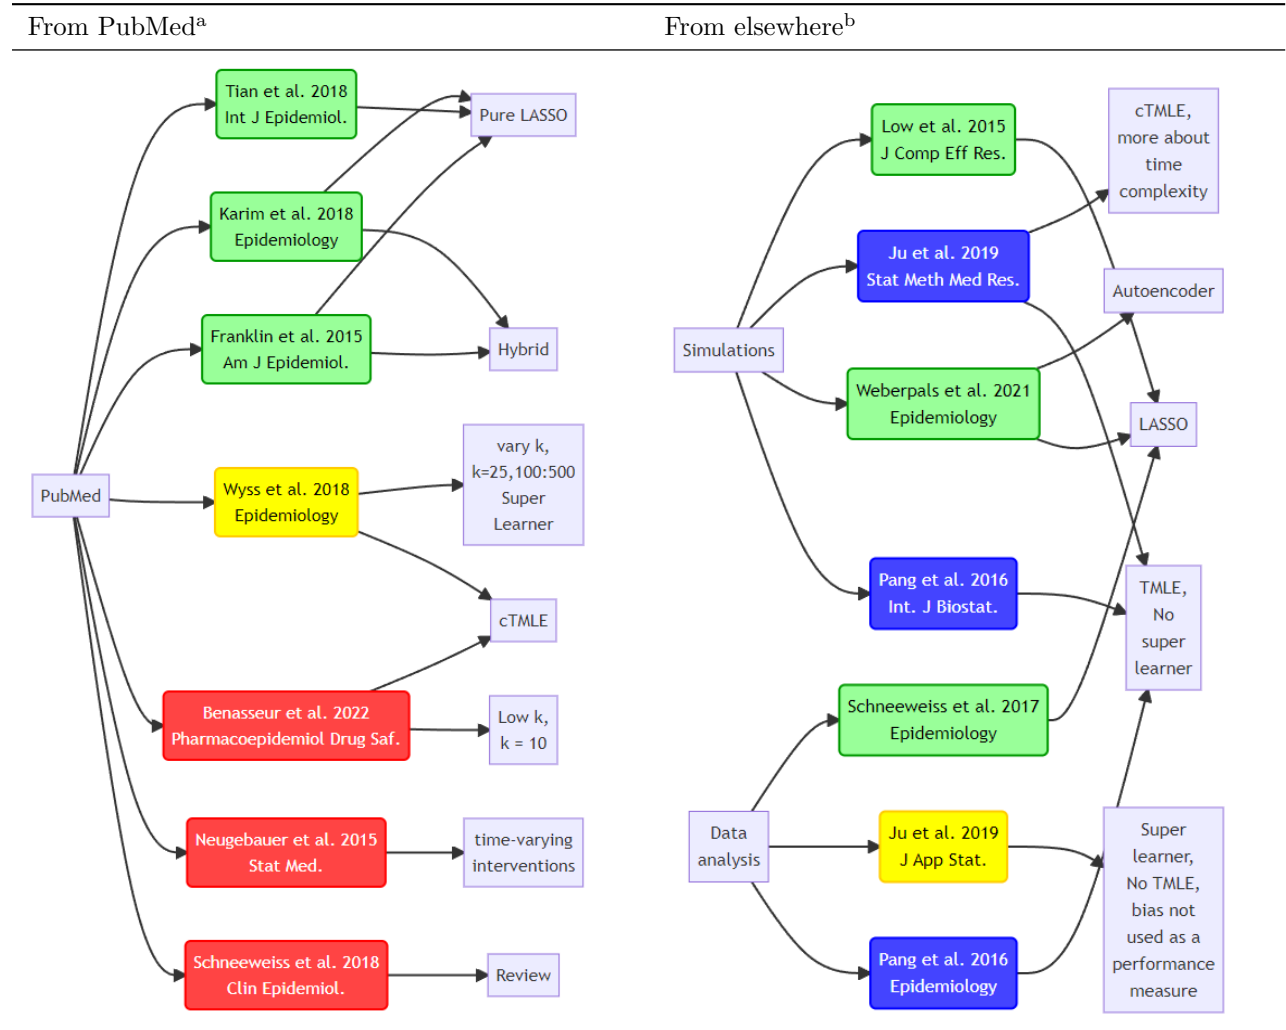 From PubMedᵃ
From elsewhereᵇ
PubMed
Tian et al. 2018
Int J Epidemiol.
Karim et al. 2018
Epidemiology
Franklin et al. 2015
Am J Epidemiol.
Wyss et al. 2018
Epidemiology
Benasseur et al. 2022
Pharmacoepidemiol Drug Saf.
Neugebauer et al. 2015
Stat Med.
Schneeweiss et al. 2018
Clin Epidemiol.
Pure LASSO
Hybrid
vary k,
k=25,100:500
Super
Learner
cTMLE
Low k,
k = 10
time-varying
interventions
Review
Simulations
Data
analysis
Low et al. 2015
J Comp Eff Res.
Ju et al. 2019
Stat Meth Med Res.
Weberpals et al. 2021
Epidemiology
Pang et al. 2016
Int. J Biostat.
Schneeweiss et al. 2017
Epidemiology
Ju et al. 2019
J App Stat.
Pang et al. 2016
Epidemiology
cTMLE,
more about
time
complexity
Autoencoder
LASSO
TMLE,
No
super
learner
Super
learner,
No TMLE,
bias not
used as a
performance
measure